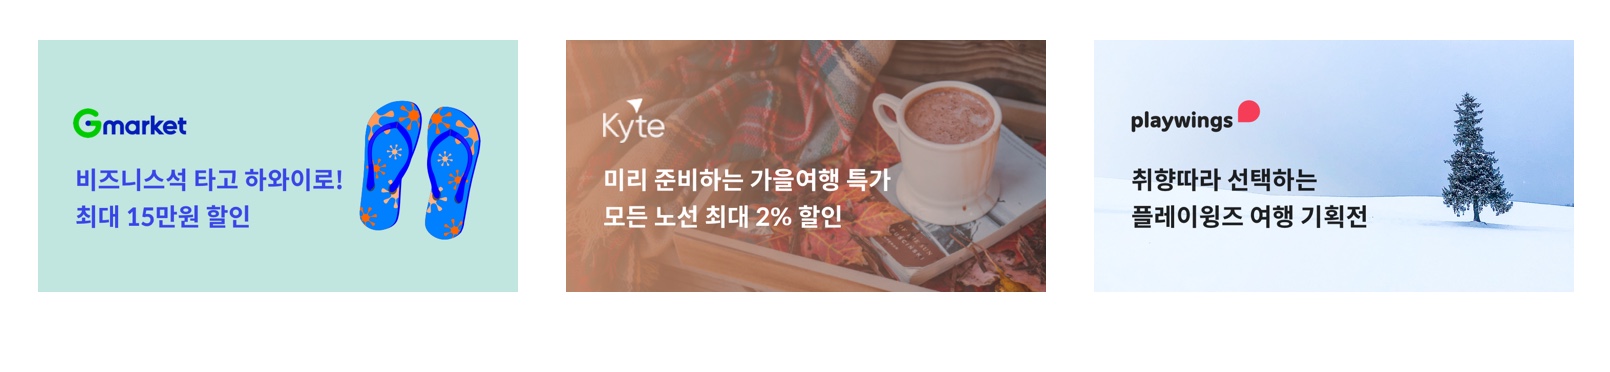 Gmarket
비즈니스석 타고 하와이로!
최대 15만원 할인
Kyte
미리 준비하는 가을여행 특가
모든 노선 최대 2% 할인
playwings
취향따라 선택하는
플레이윙즈 여행 기획전